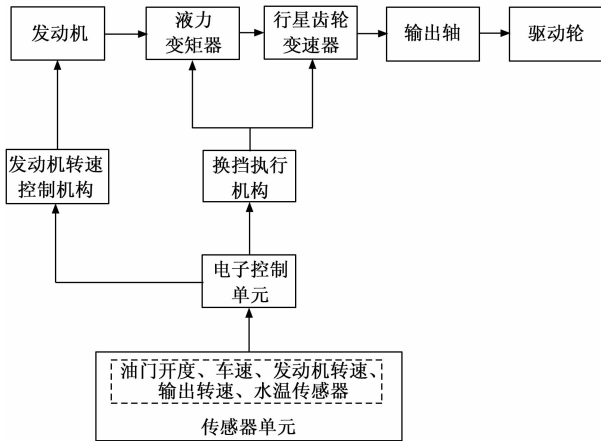 发动机
液力
变矩器
行星齿轮
变速器
输出轴
驱动轮
发动机转速
控制机构
换挡执行
机构
电子控制
单元
油门开度、车速、发动机转速、
输出转速、水温传感器
传感器单元